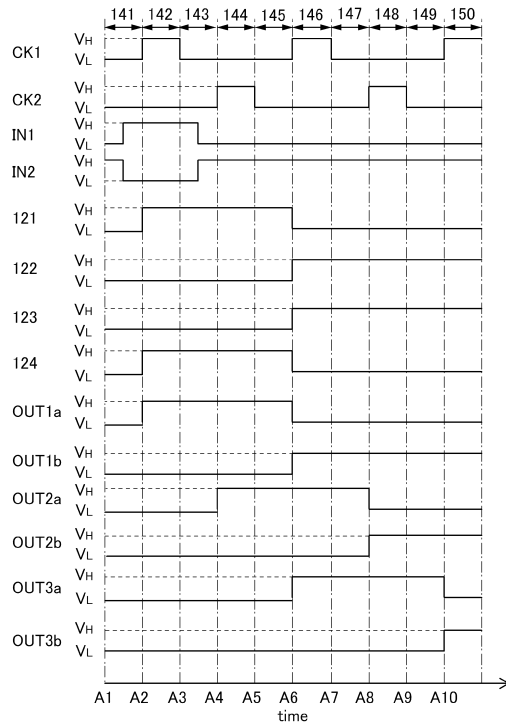 141 142 143 144 145 146 147 148 149 150
CK1 VH
VL
CK2 VH
VL
IN1 VH
VL
IN2 VH
VL
121 VH
VL
122 VH
VL
123 VH
VL
124 VH
VL
OUT1a VH
VL
OUT1b VH
VL
OUT2a VH
VL
OUT2b VH
VL
OUT3a VH
VL
OUT3b VH
VL
A1 A2 A3 A4 A5 A6 A7 A8 A9 A10
time